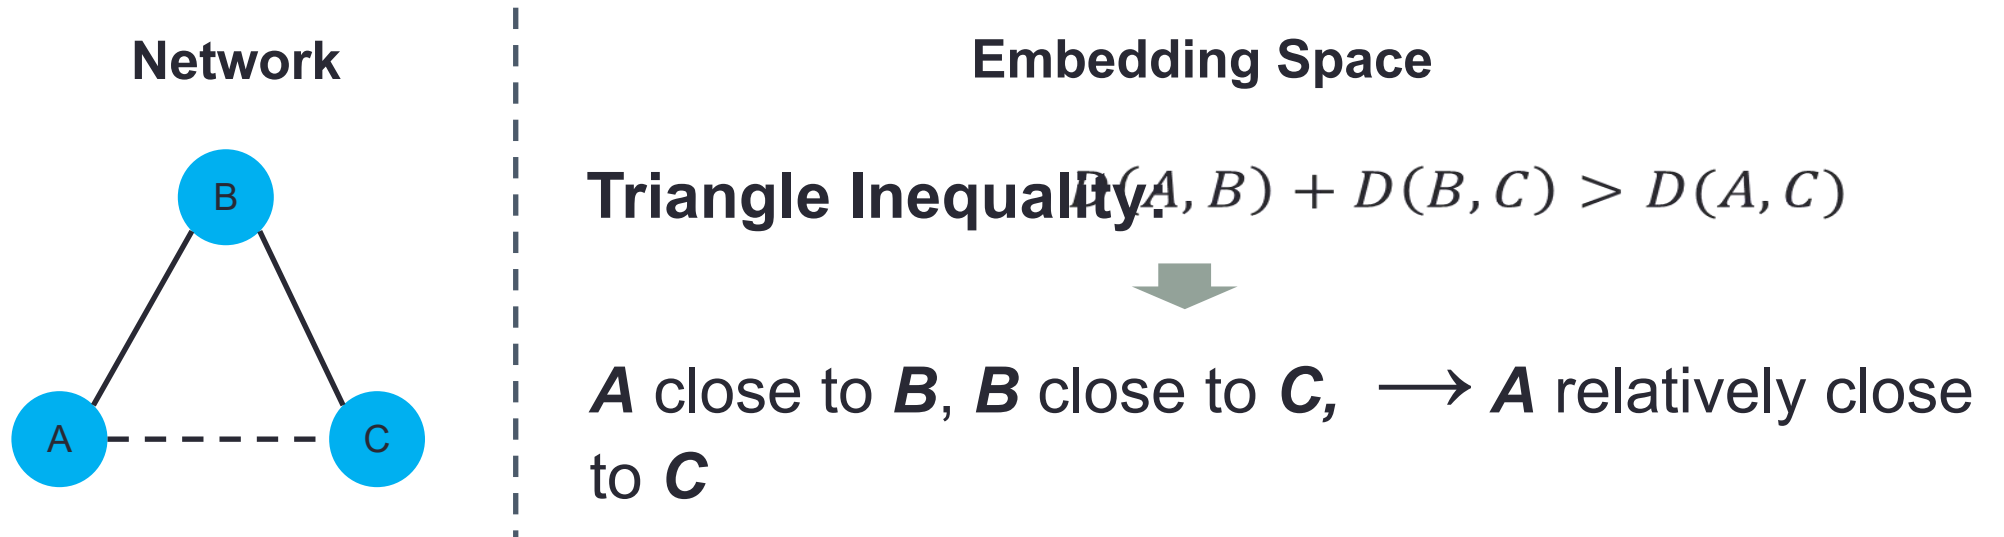 Network
B
A
C
Embedding Space
Triangle Inequality: D(A, B) + D(B, C) > D(A, C)
A close to B, B close to C, → A relatively close
to C